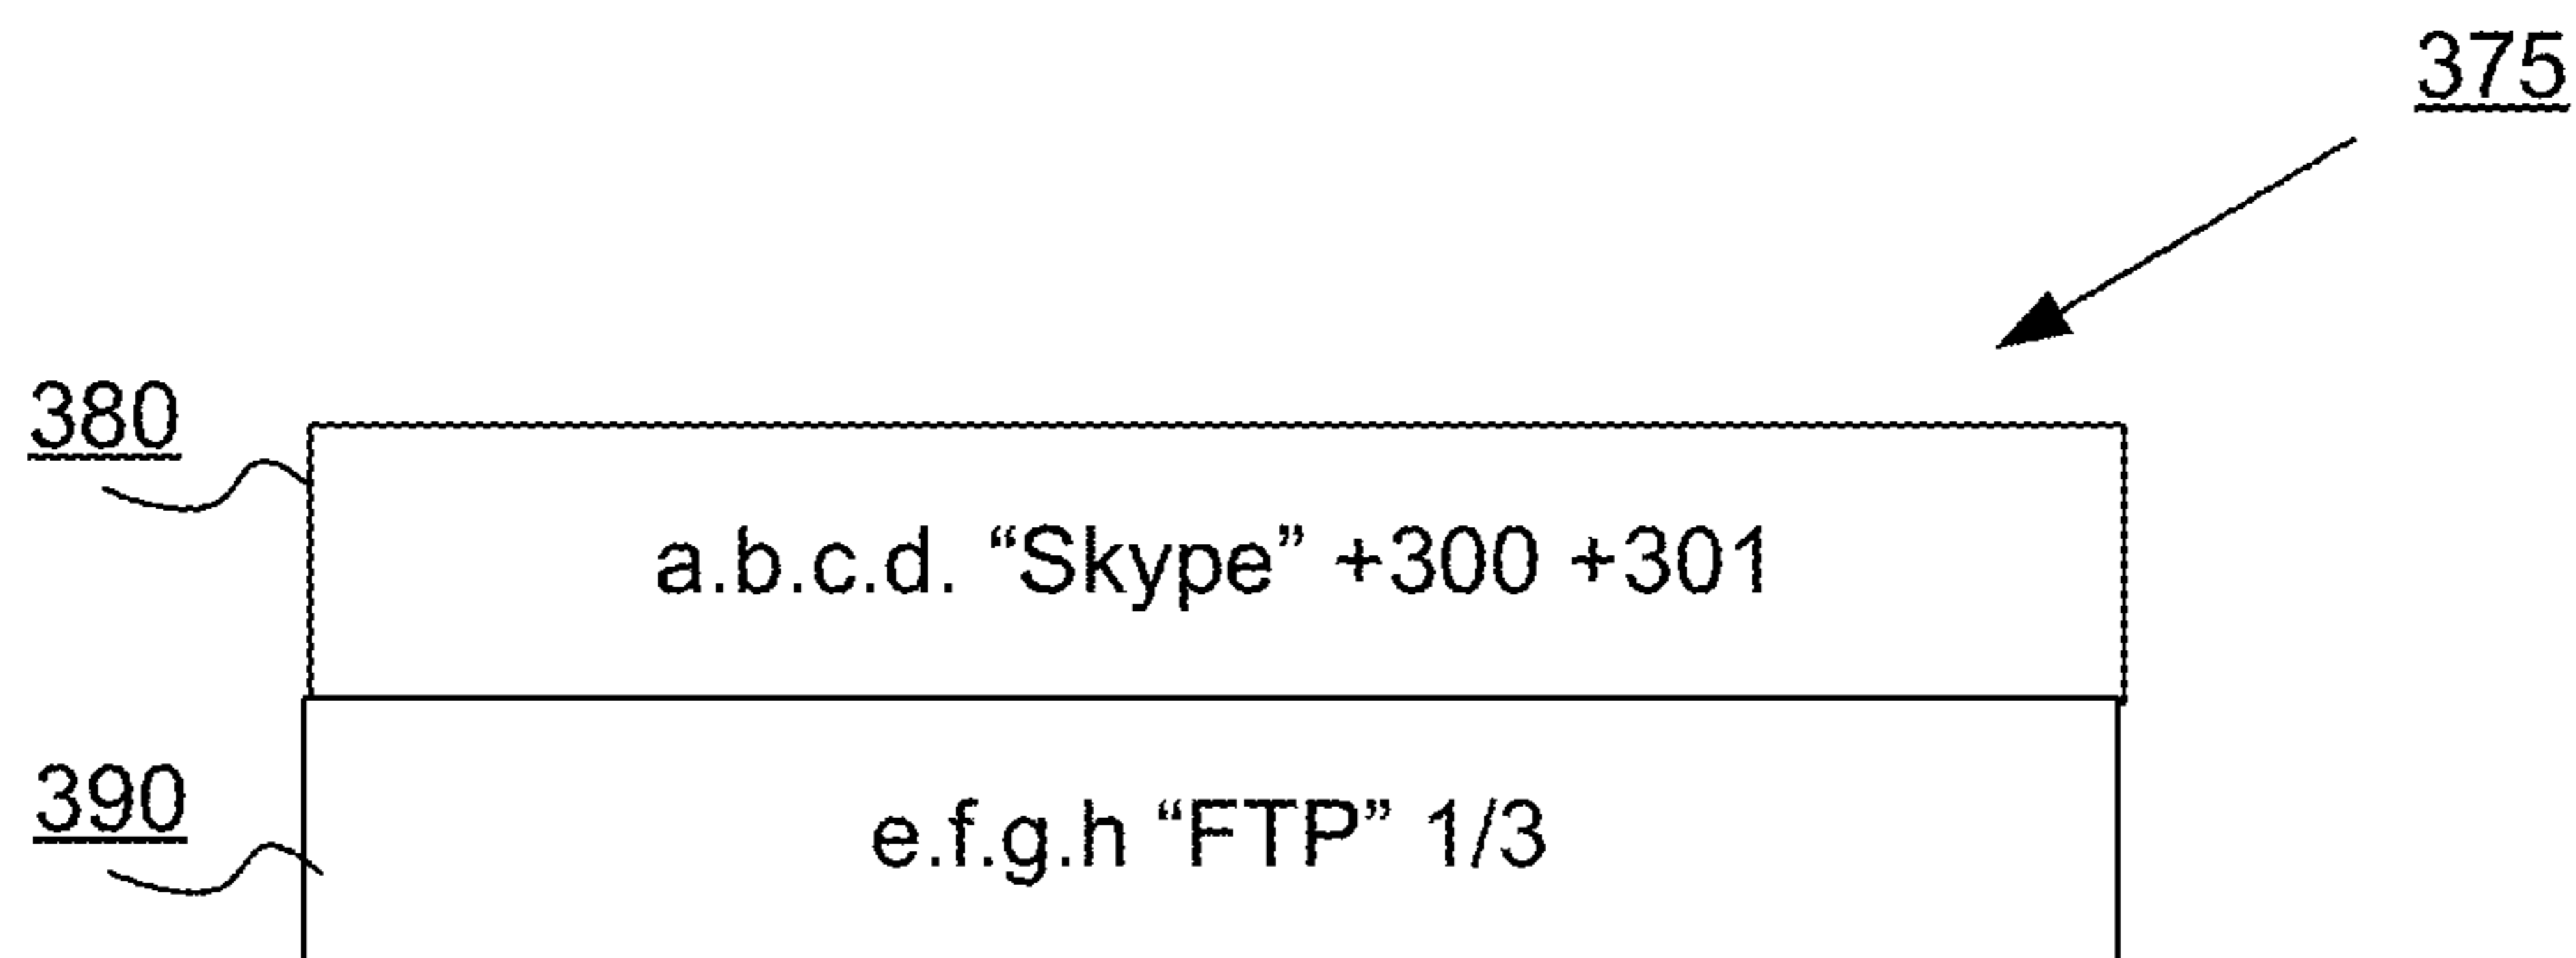 375
380
a.b.c.d. “Skype” +300 +301
390
e.f.g.h “FTP” 1/3